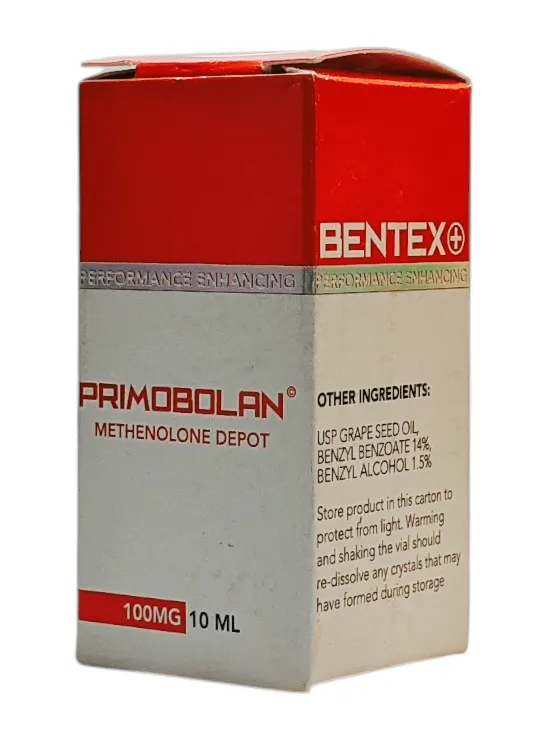 PERFORMANCE ENHANCING
PRIMOBOLAN©
METHENOLONE DEPOT
100MG 10 ML
BENTEX
PERFORMANCE ENHANCING
OTHER INGREDIENTS:
USP GRAPE SEED OIL,
BENZYL BENZOATE 14%,
BENZYL ALCOHOL 1.5%
Store product in this carton to
protect from light. Warming
and shaking the vial should
re-dissolve any crystals that may
have formed during storage